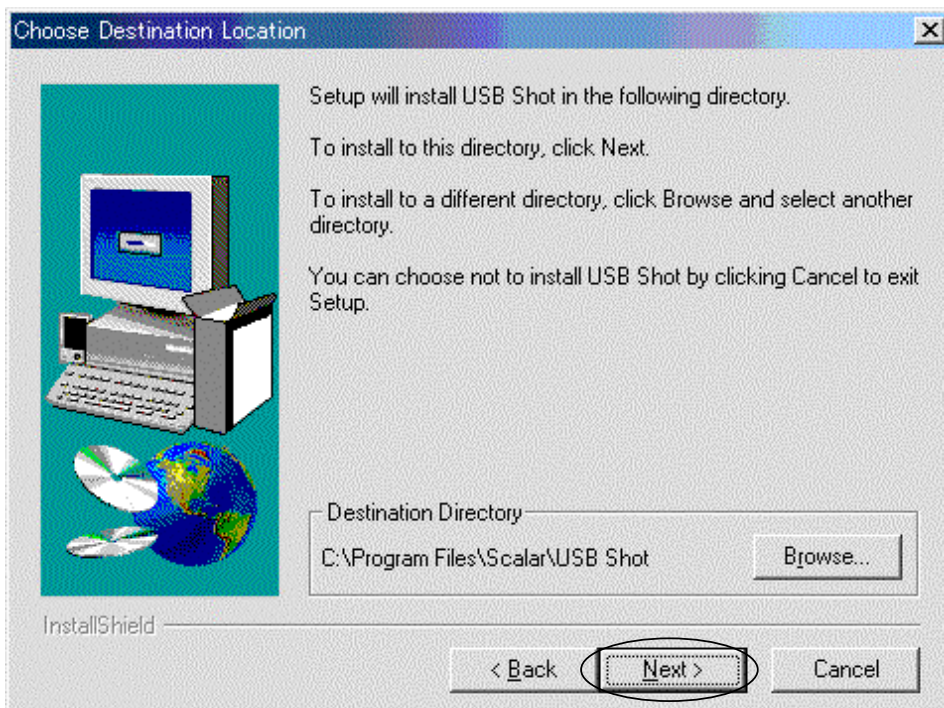 Choose Destination Location
Setup will install USB Shot in the following directory.
To install to this directory, click Next.
To install to a different directory, click Browse and select another
directory.
You can choose not to install USB Shot by clicking Cancel to exit
Setup.
Destination Directory
C:\Program Files\Scalar\USB Shot
Browse...
InstallShield
< Back
Next >
Cancel